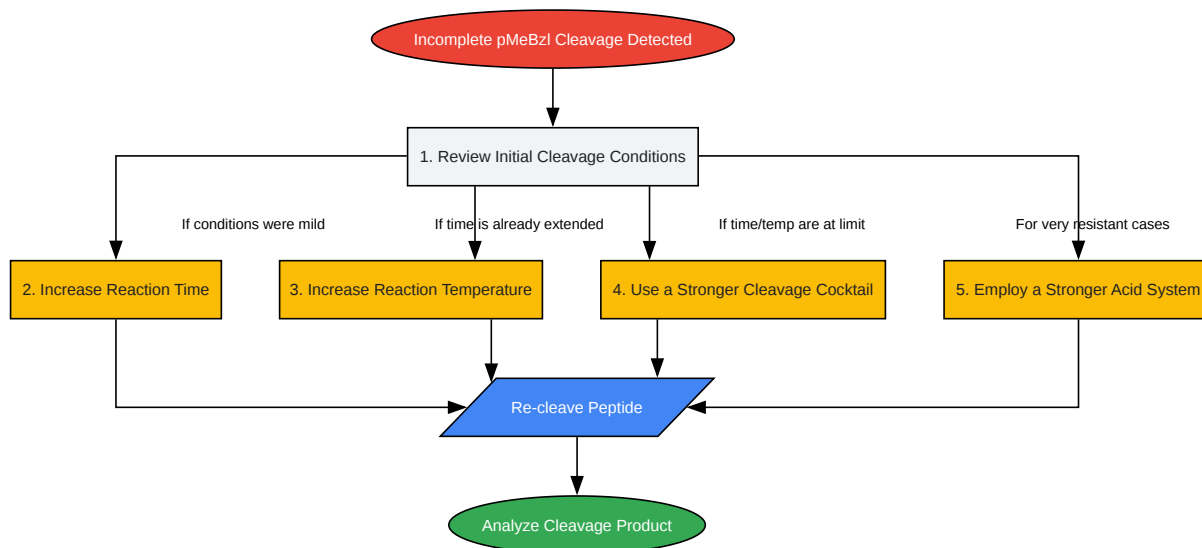 Incomplete pMeBzl Cleavage Detected
1. Review Initial Cleavage Conditions
If conditions were mild
If time is already extended
If time/temp are at limit
For very resistant cases
2. Increase Reaction Time
3. Increase Reaction Temperature
4. Use a Stronger Cleavage Cocktail
5. Employ a Stronger Acid System
Re-cleave Peptide
Analyze Cleavage Product